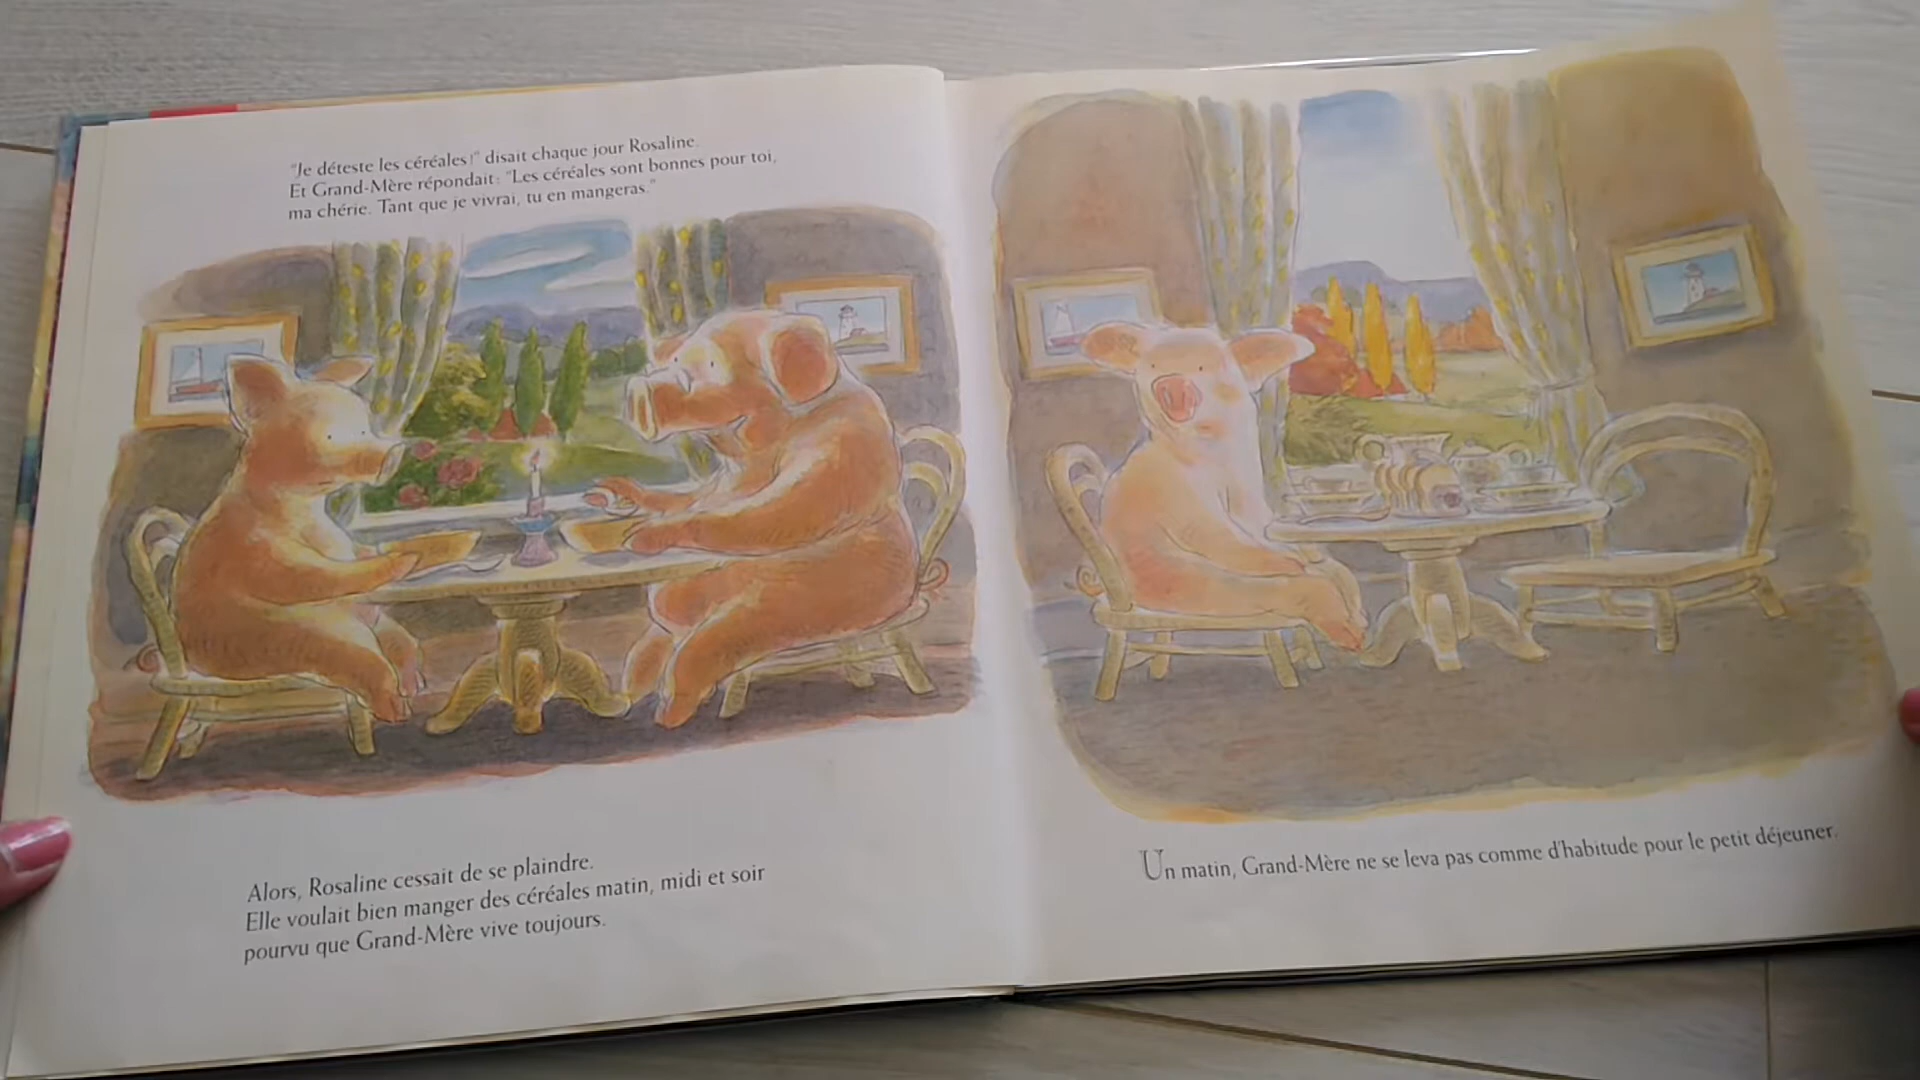 "Je déteste les céréales!" disait chaque jour Rosaline.
Et Grand-Mère répondait: "Les céréales sont bonnes pour toi,
ma chérie. Tant que je vivrai, tu en mangeras."
Alors, Rosaline cessait de se plaindre.
Elle voulait bien manger des céréales matin, midi et soir
pourvu que Grand-Mère vive toujours.
Un matin, Grand-Mère ne se leva pas comme d'habitude pour le petit déjeuner.